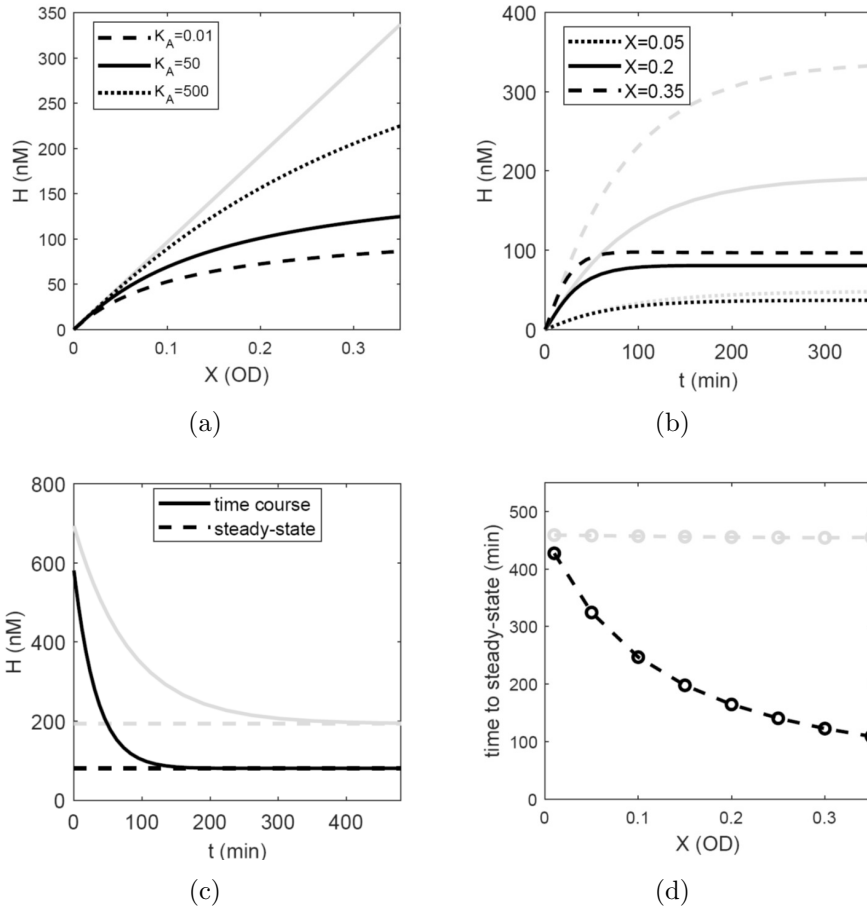 350
300
250
200
150
100
50
0
H (nM)
K_A=0.01
K_A=50
K_A=500
0 0.1 0.2 0.3
X (OD)
(a)
400
300
200
100
0
H (nM)
X=0.05
X=0.2
X=0.35
0 100 200 300
t (min)
(b)
800
600
400
200
0
H (nM)
time course
steady-state
0 100 200 300 400
t (min)
(c)
500
400
300
200
100
0
time to steady-state (min)
0 0.1 0.2 0.3
X (OD)
(d)